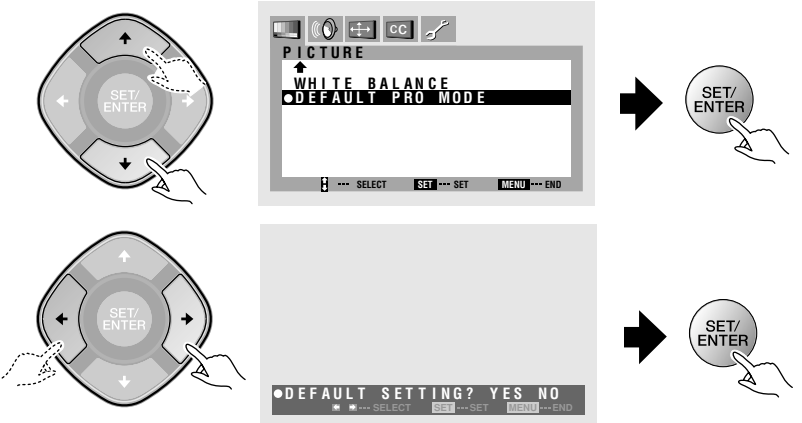 SET/
ENTER
CC
PICTURE
WHITE BALANCE
●DEFAULT PRO MODE
--- SELECT SET --- SET MENU --- END
SET/
ENTER
SET/
ENTER
●DEFAULT SETTING? YES NO
--- SELECT SET --- SET MENU --- END
SET/
ENTER